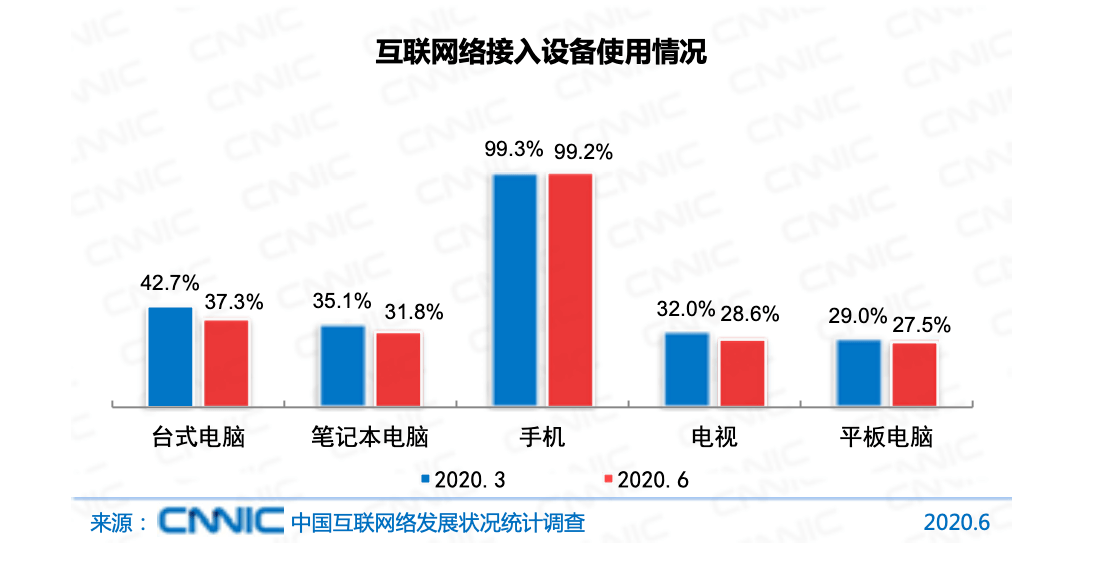 互联网络接入设备使用情况
99.3% 99.2%
42.7% 37.3% 35.1% 31.8% 32.0% 28.6% 29.0% 27.5%
台式电脑 笔记本电脑 手机 电视 平板电脑
2020. 3 2020. 6
来源： CNNIC 中国互联网络发展状况统计调查 2020.6